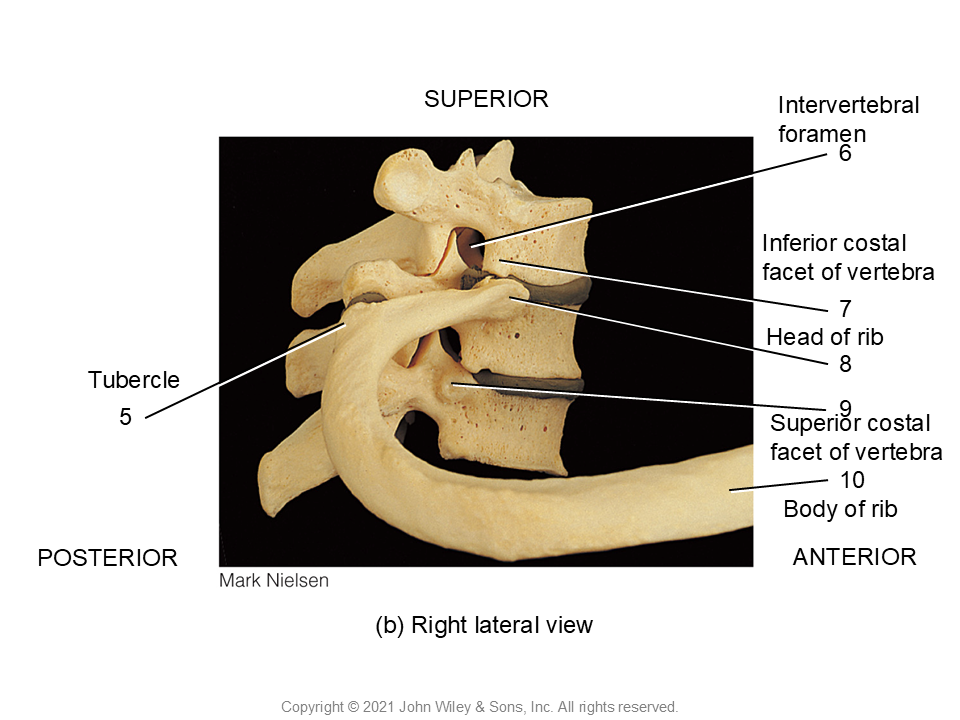 SUPERIOR
Intervertebral
foramen
6
Inferior costal
facet of vertebra
7
Head of rib
8
Tubercle
5
9
Superior costal
facet of vertebra
10
Body of rib
POSTERIOR
ANTERIOR
Mark Nielsen
(b) Right lateral view
Copyright © 2021 John Wiley & Sons, Inc. All rights reserved.